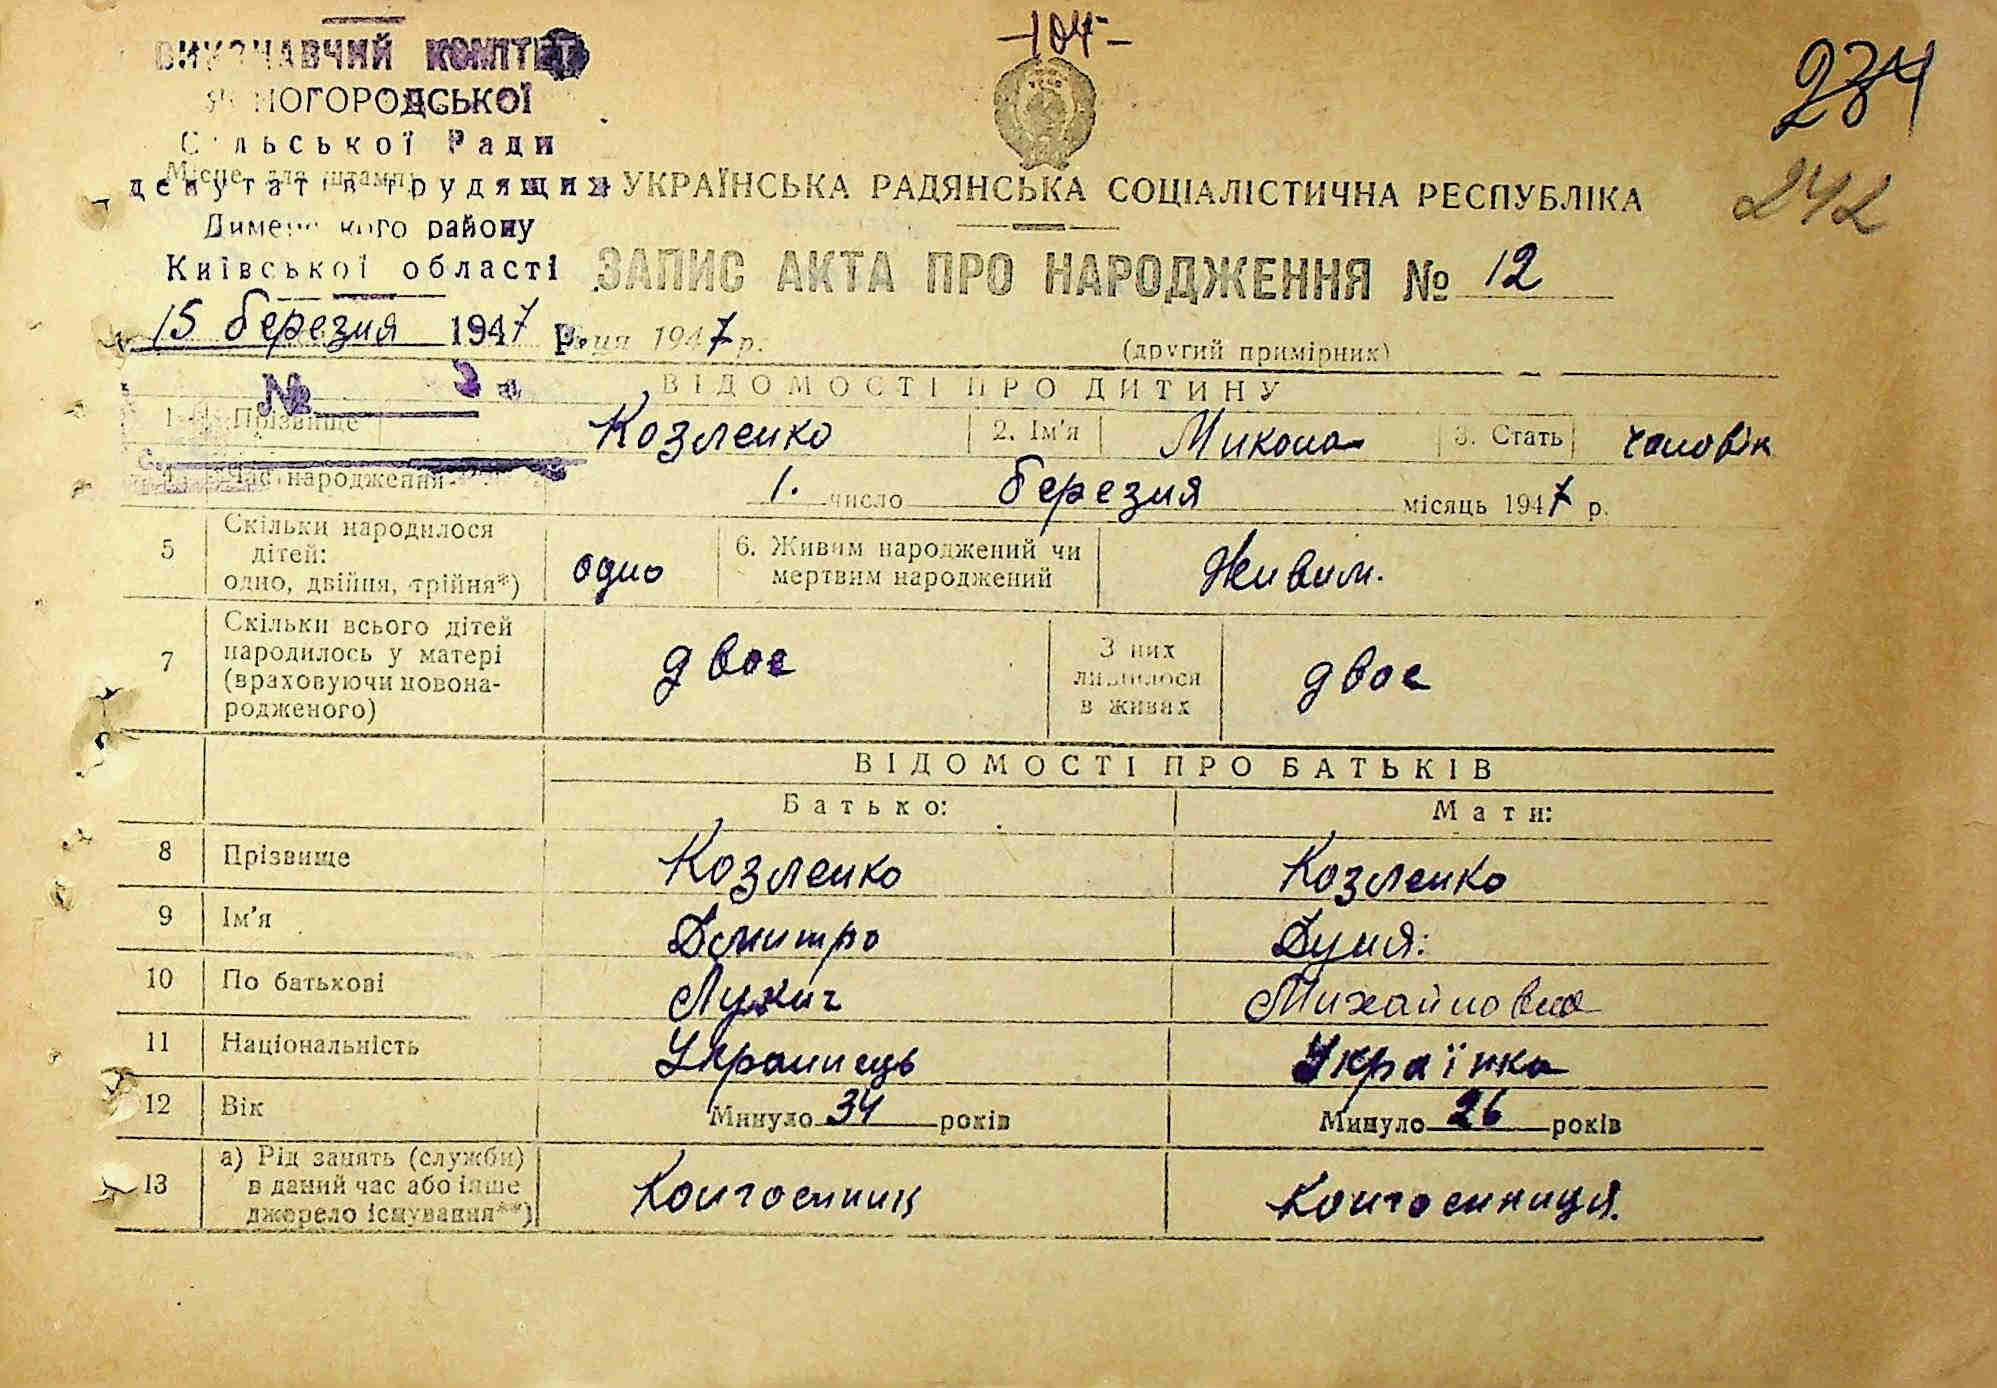 -104-
ВИКОНАВЧИЙ КОМІТЕТ
НОГОРОДСЬКОЇ
Сільської Ради
Місце для штампу
депутатів трудящих
Димерського району
Київської області
15 березня 1947 р.
№ 3
234
242
УКРАЇНСЬКА РАДЯНСЬКА СОЦІАЛІСТИЧНА РЕСПУБЛІКА
ЗАПИС АКТА ПРО НАРОДЖЕННЯ № 12
1947 р.
(другий примірник)
ВІДОМОСТІ ПРО ДИТИНУ
1 Прізвище Козленко 2. Ім'я Микола 3. Стать чоловік
4 Час народження 1. число березня місяць 1947 р.
5 Скільки народилося дітей: одно, двійня, трійня*) одно 6. Живим народжений чи мертвим народжений Живим.
7 Скільки всього дітей народилось у матері (враховуючи новонародженого) двоє З них лишилося в живих двоє
ВІДОМОСТІ ПРО БАТЬКІВ
Батько: Мати:
8 Прізвище Козленко Козленко
9 Ім'я Дмитро Дуня:
10 По батькові Лукич Михайловна
11 Національність Українець Українка
12 Вік Минуло 34 років Минуло 26 років
13 а) Рід занять (служби) в даний час або інше джерело існування**) Колгоспник Колгоспниця.